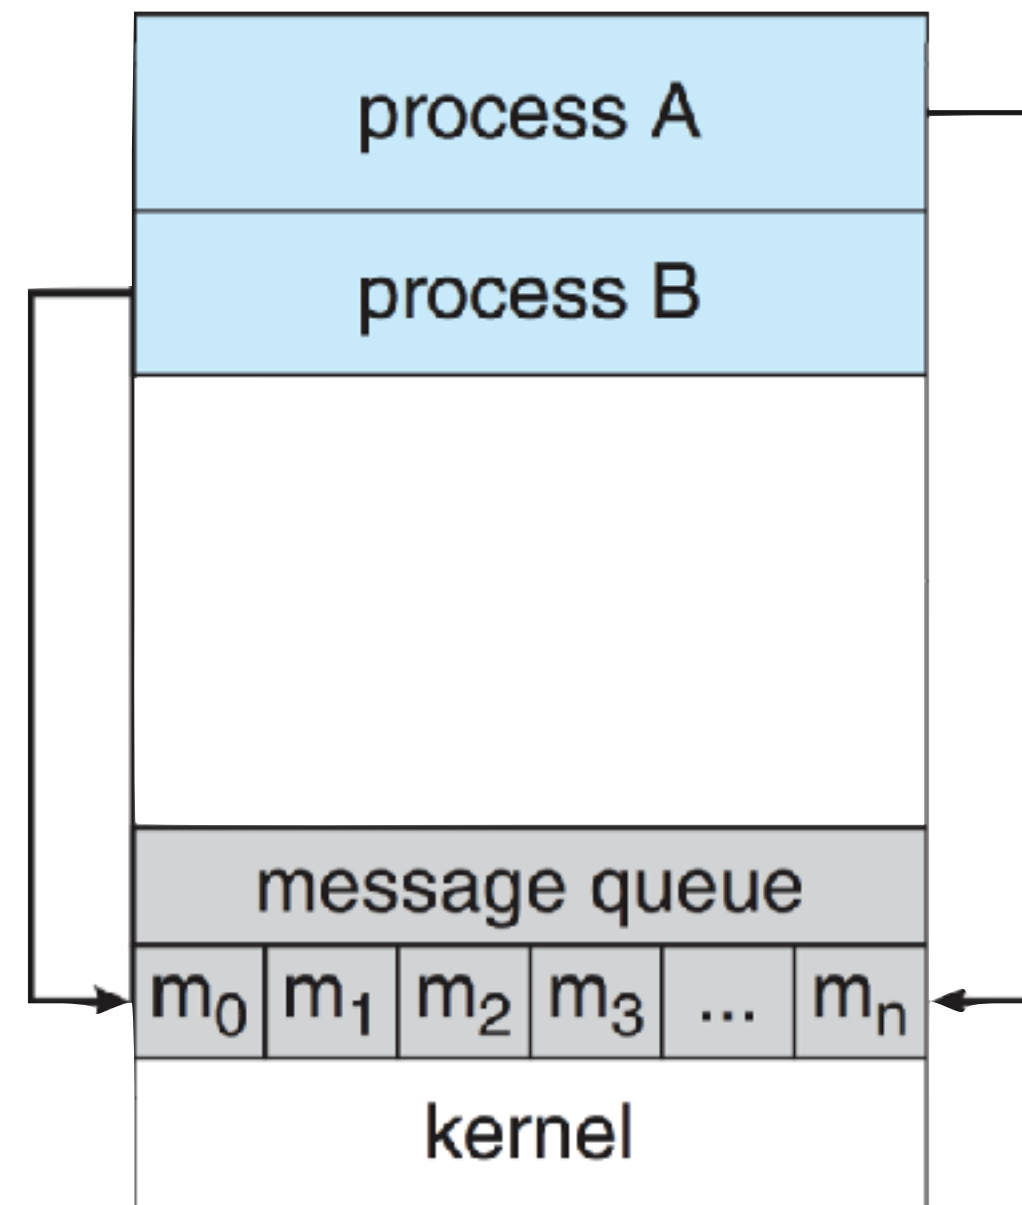 process A
process B
message queue
m₀ m₁ m₂ m₃ ... mₙ
kernel